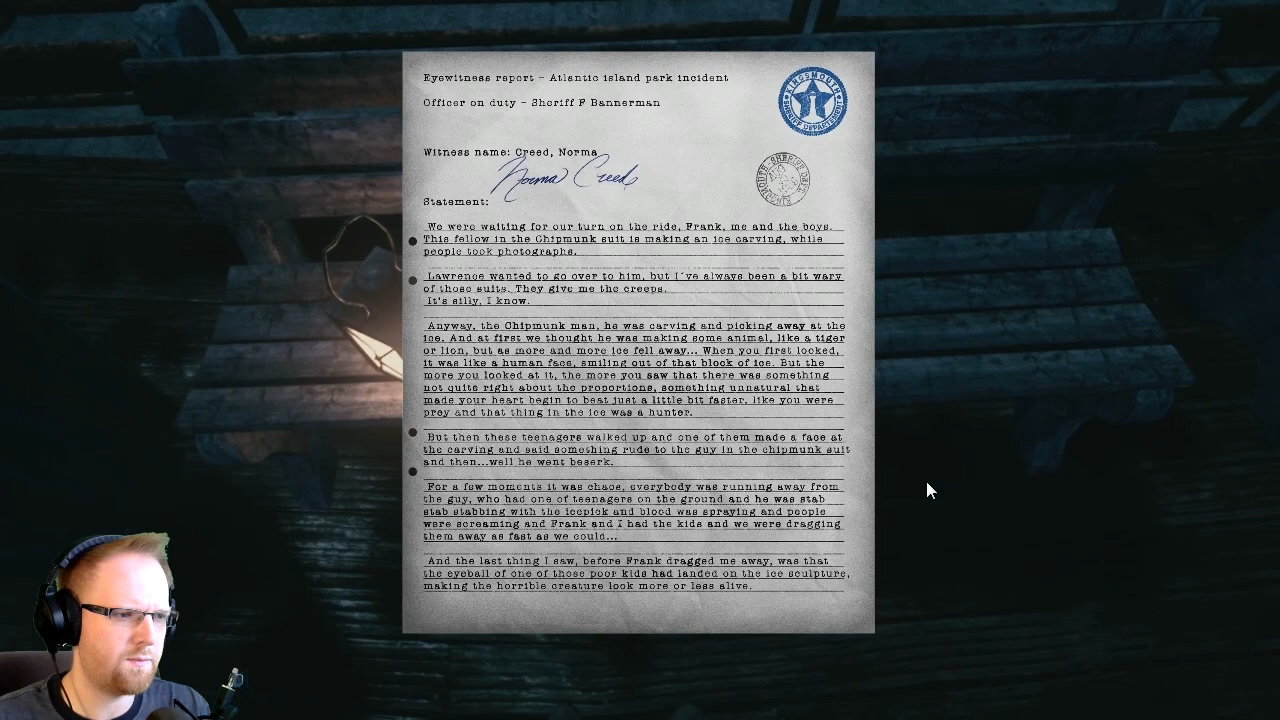 Eyewitness report - Atlantic island park incident
KINGSMOUTH
SHERIFF DEPARTMENT
Officer on duty - Sheriff F Bannerman
Witness name: Creed, Norma
Norma Creed
Statement:
We were waiting for our turn on the ride, Frank, me and the boys.
This fellow in the Chipmunk suit is making an ice carving, while
people took photographs.
Lawrence wanted to go over to him, but I´ve always been a bit wary
of those suits. They give me the creeps.
It's silly, I know.
Anyway, the Chipmunk man, he was carving and picking away at the
ice. And at first we thought he was making some animal, like a tiger
or lion, but as more and more ice fell away... When you first looked,
it was like a human face, smiling out of that block of ice. But the
more you looked at it, the more you saw that there was something
not quite right about the proportions, something unnatural that
made your heart begin to beat just a little bit faster. like you were
prey and that thing in the ice was a hunter.
But then these teenagers walked up and one of them made a face at
the carving and said something rude to the guy in the chipmunk suit
and then...well he went beserk.
For a few moments it was chaos, everybody was running away from
the guy, who had one of teenagers on the ground and he was stab
stab stabbing with the icepick and blood was spraying and people
were screaming and Frank and I had the kids and we were dragging
them away as fast as we could...
And the last thing I saw, before Frank dragged me away, was that
the eyeball of one of those poor kids had landed on the ice sculpture,
making the horrible creature look more or less alive.